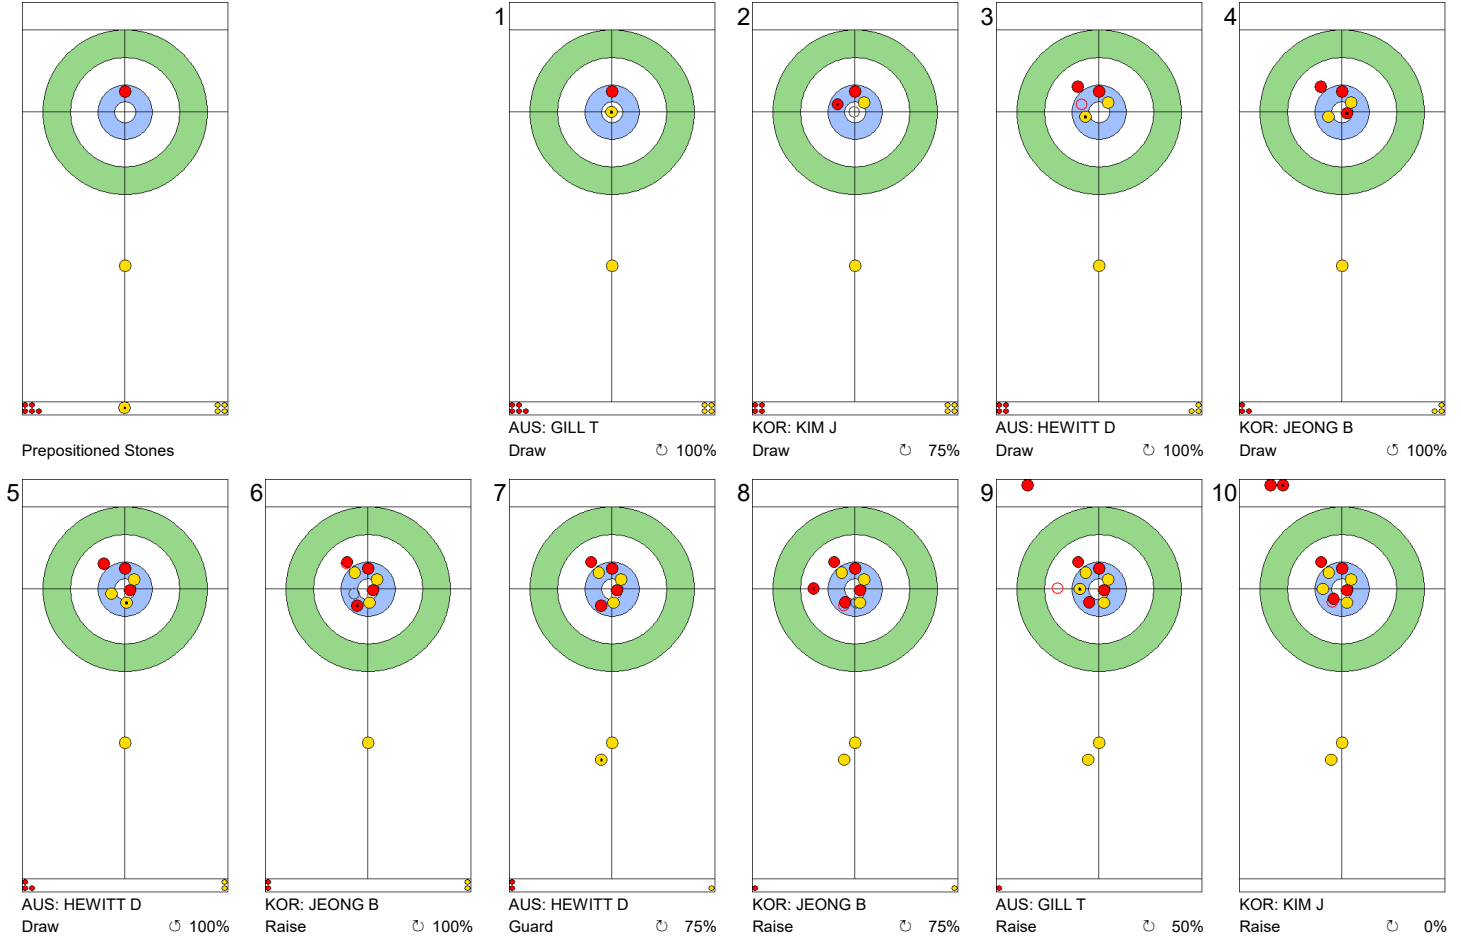 1
2
3
4
Prepositioned Stones
AUS: GILL T
Draw ↻ 100%
KOR: KIM J
Draw ↻ 75%
AUS: HEWITT D
Draw ↻ 100%
KOR: JEONG B
Draw ↻ 100%
5
6
7
8
9
10
AUS: HEWITT D
Draw ↺ 100%
KOR: JEONG B
Raise ↻ 100%
AUS: HEWITT D
Guard ↻ 75%
KOR: JEONG B
Raise ↻ 75%
AUS: GILL T
Raise ↻ 50%
KOR: KIM J
Raise ↻ 0%